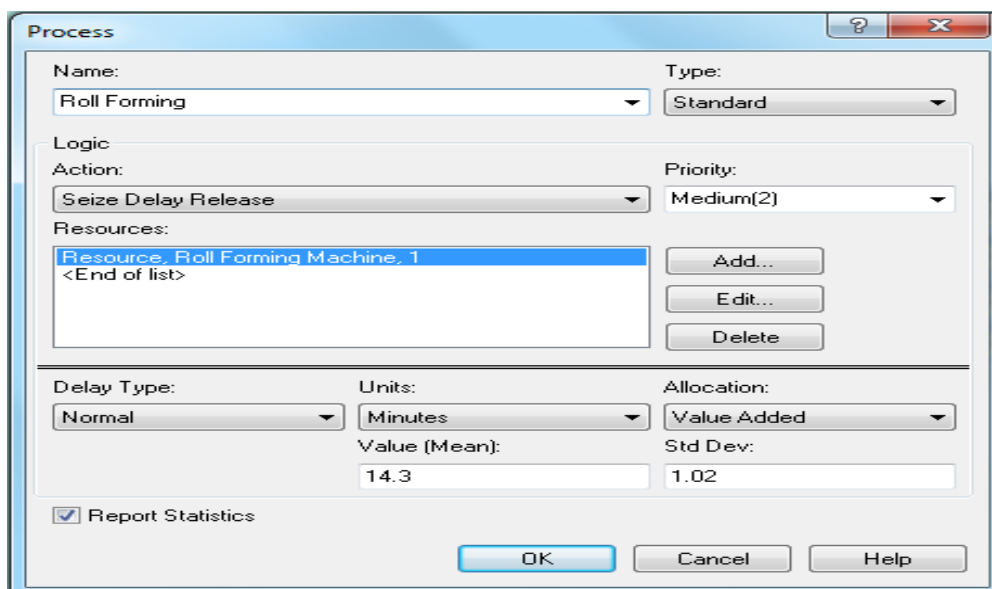 Process
Name: Type:
Roll Forming Standard
Logic
Action: Priority:
Seize Delay Release Medium(2)
Resources:
Resource, Roll Forming Machine, 1
<End of list>
Add...
Edit...
Delete
Delay Type: Units: Allocation:
Normal Minutes Value Added
Value (Mean): Std Dev:
14.3 1.02
Report Statistics
OK Cancel Help